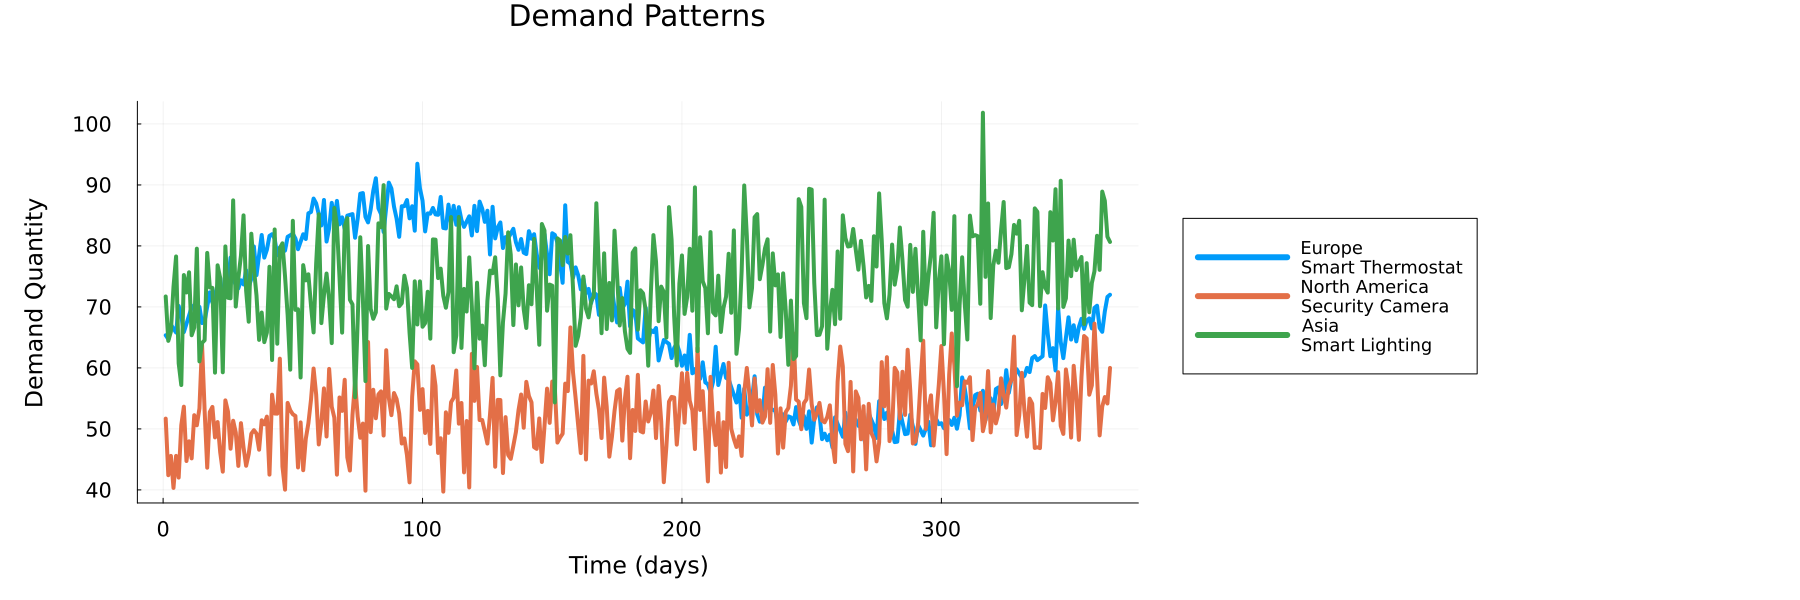 Demand Patterns
Demand Quantity
100
90
80
70
60
50
40
0
100
200
300
Time (days)
Europe
Smart Thermostat
North America
Security Camera
Asia
Smart Lighting